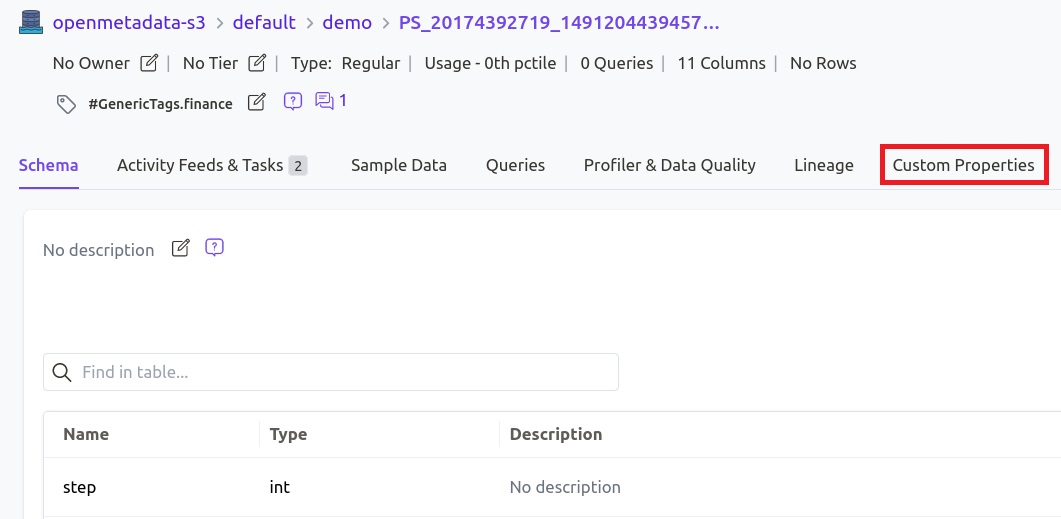 openmetadata-s3 > default > demo > PS_20174392719_1491204439457...
No Owner | No Tier | Type: Regular | Usage - 0th pctile | 0 Queries | 11 Columns | No Rows
#GenericTags.finance ? 1
Schema Activity Feeds & Tasks 2 Sample Data Queries Profiler & Data Quality Lineage Custom Properties
No description ?
Find in table...
Name Type Description
step int No description